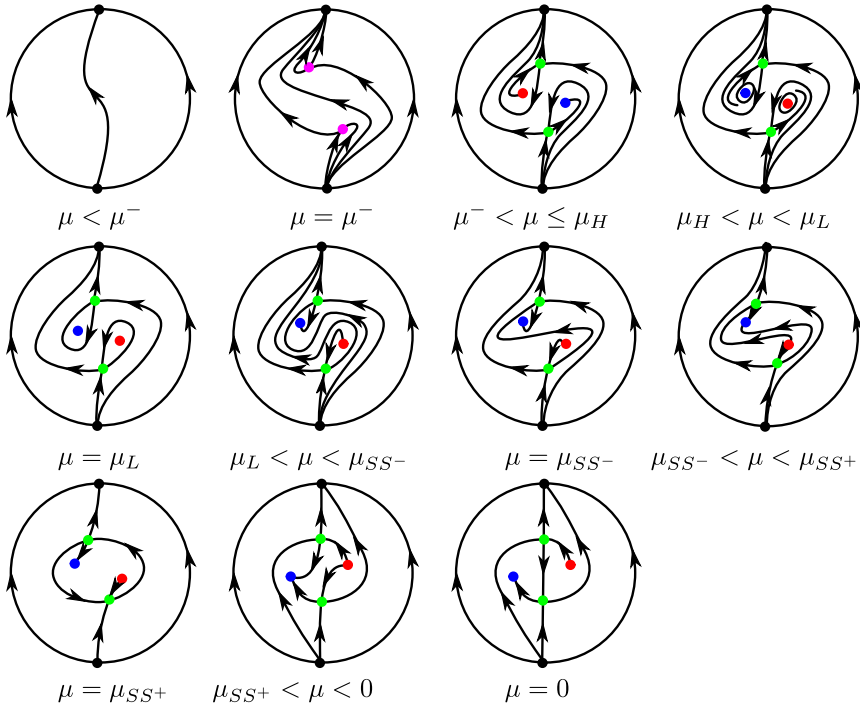 μ < μ⁻
μ = μ⁻
μ⁻ < μ ≤ μ_H
μ_H < μ < μ_L
μ = μ_L
μ_L < μ < μ_{SS⁻}
μ = μ_{SS⁻}
μ_{SS⁻} < μ < μ_{SS⁺}
μ = μ_{SS⁺}
μ_{SS⁺} < μ < 0
μ = 0